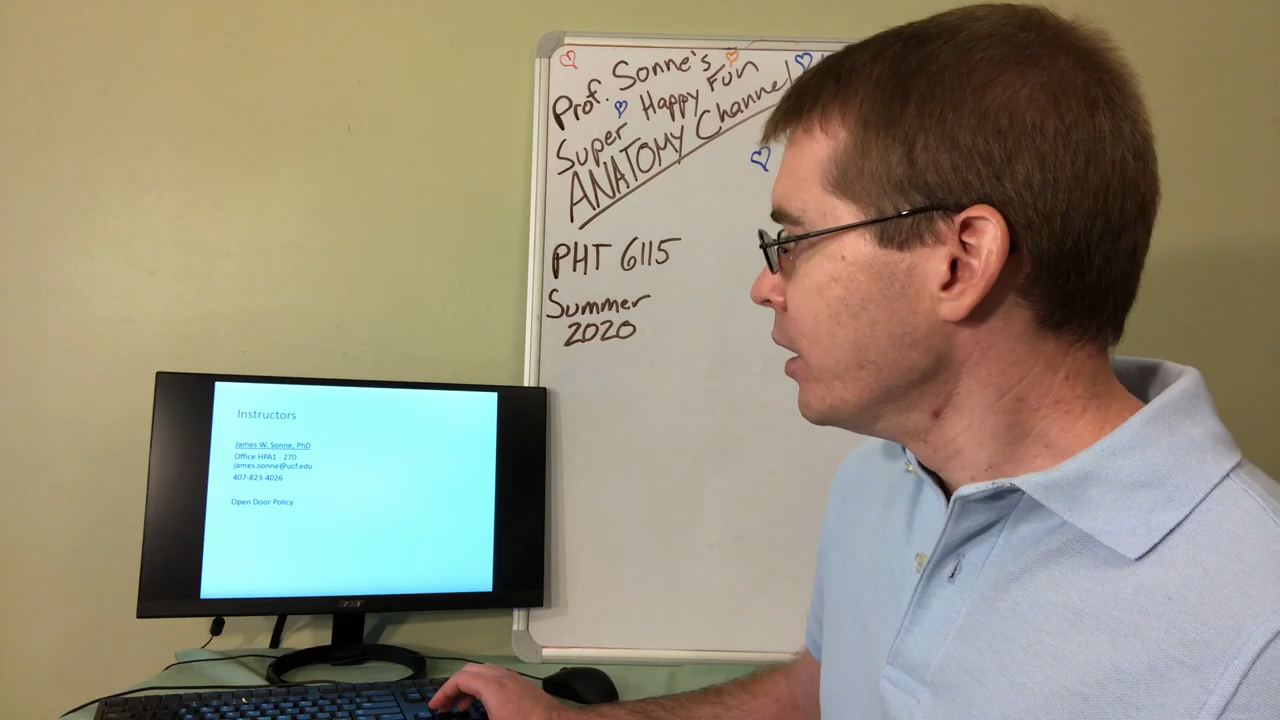 Prof. Sonne's
Super Happy Fun
ANATOMY Channel
PHT 6115
Summer
2020
Instructors
James W. Sonne, PhD
Office HPA1 - 270
james.sonne@ucf.edu
407-823-4026
Open Door Policy
acer